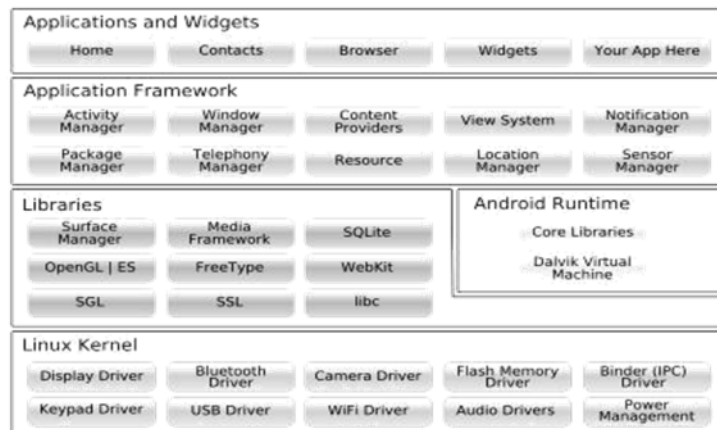 Applications and Widgets
Home
Contacts
Browser
Widgets
Your App Here
Application Framework
Activity
Manager
Window
Manager
Content
Providers
View System
Notification
Manager
Package
Manager
Telephony
Manager
Resource
Location
Manager
Sensor
Manager
Libraries
Surface
Manager
Media
Framework
SQLite
OpenGL | ES
FreeType
WebKit
SGL
SSL
libc
Android Runtime
Core Libraries
Dalvik Virtual
Machine
Linux Kernel
Display Driver
Bluetooth
Driver
Camera Driver
Flash Memory
Driver
Binder (IPC)
Driver
Keypad Driver
USB Driver
WiFi Driver
Audio Drivers
Power
Management